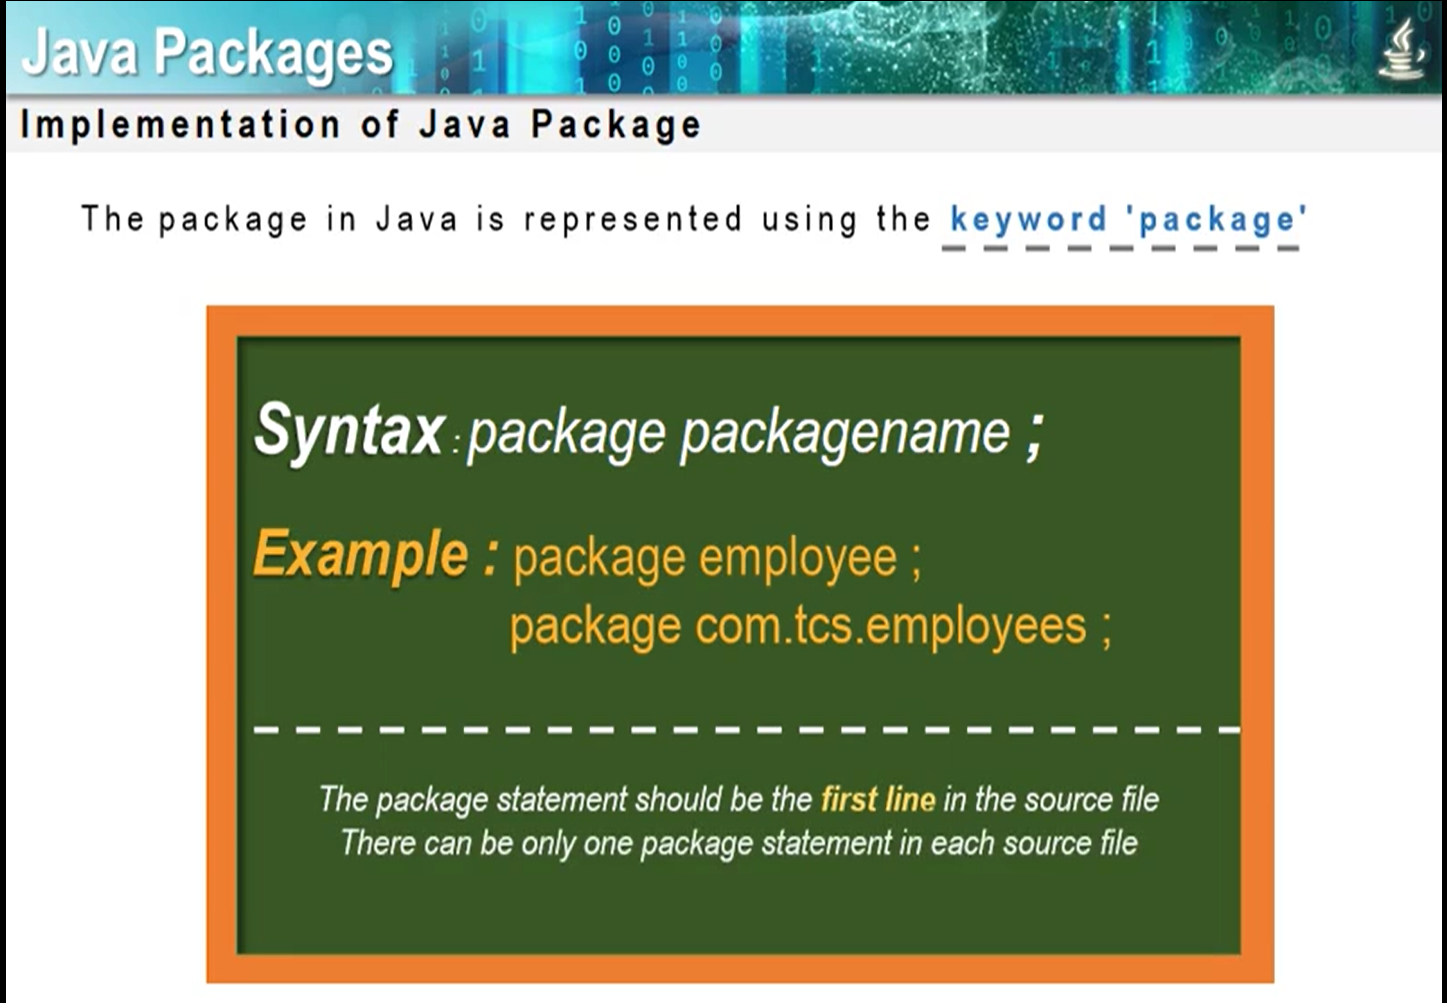 Java Packages
Implementation of Java Package
The package in Java is represented using the keyword 'package'
Syntax : package packagename ;
Example : package employee ;
package com.tcs.employees ;
The package statement should be the first line in the source file
There can be only one package statement in each source file